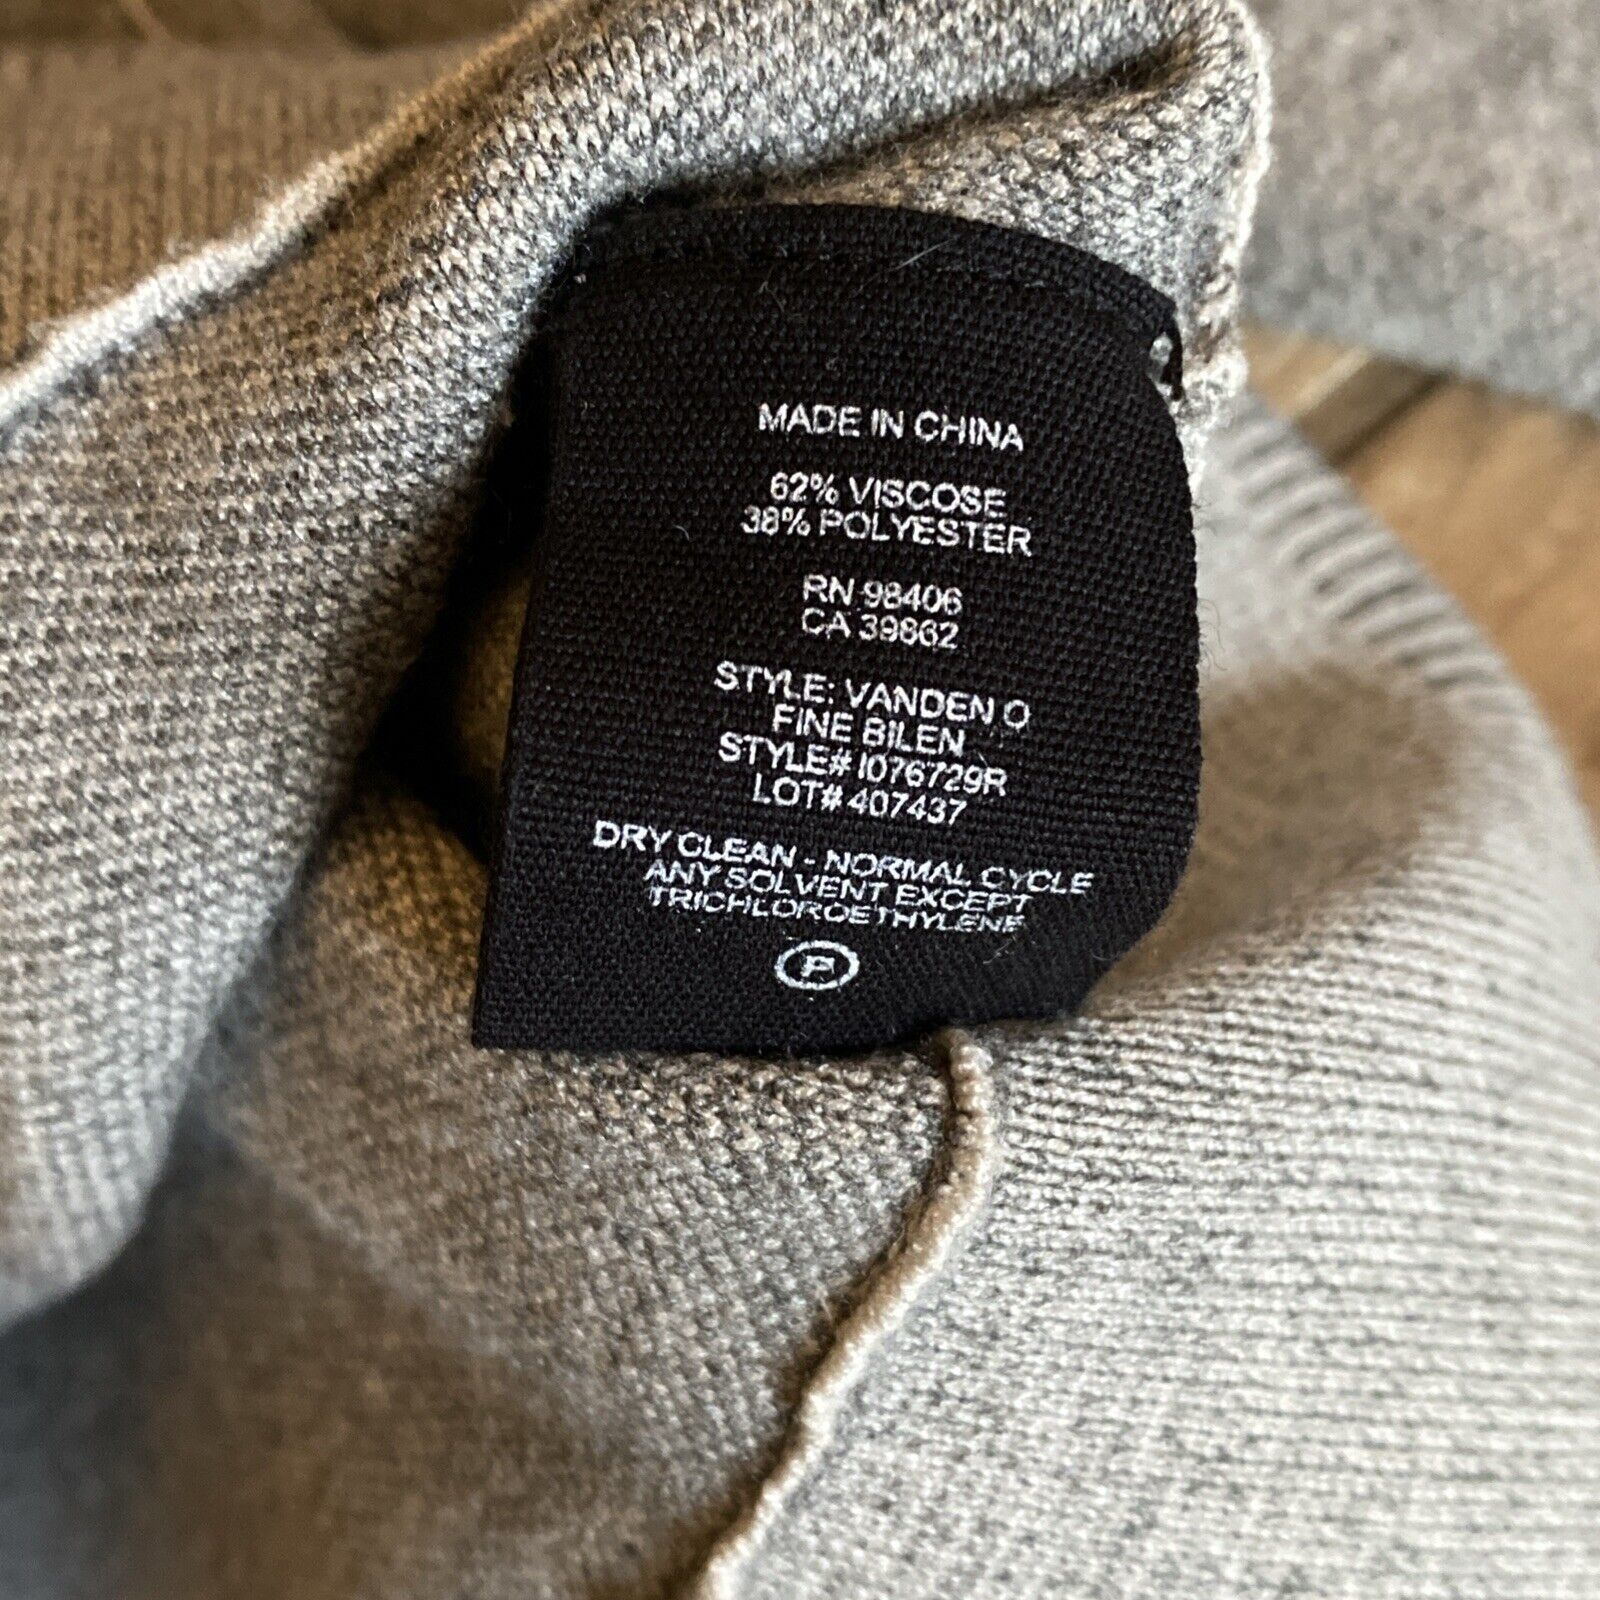 MADE IN CHINA
62% VISCOSE
38% POLYESTER
RN 98406
CA 39862
STYLE: VANDEN O
FINE BILEN
STYLE# I076729R
LOT# 407437
DRY CLEAN - NORMAL CYCLE
ANY SOLVENT EXCEPT
TRICHLOROETHYLENE
P